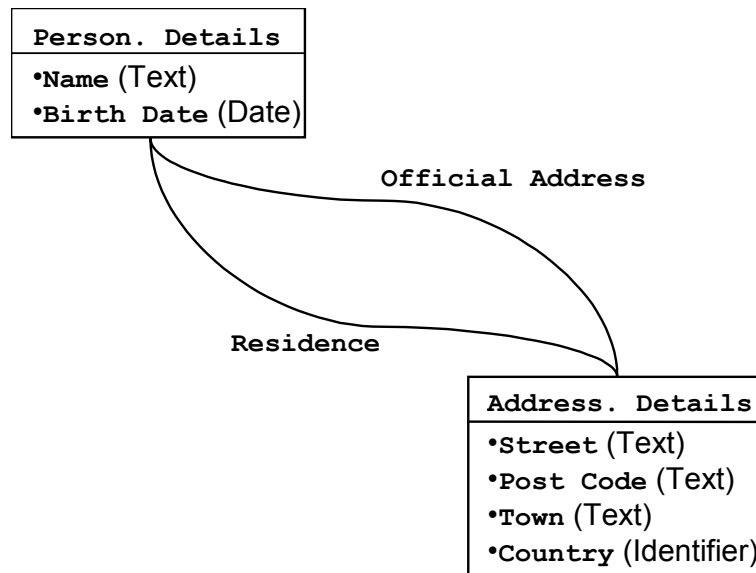 Person. Details
•Name (Text)
•Birth Date (Date)
Official Address
Residence
Address. Details
•Street (Text)
•Post Code (Text)
•Town (Text)
•Country (Identifier)